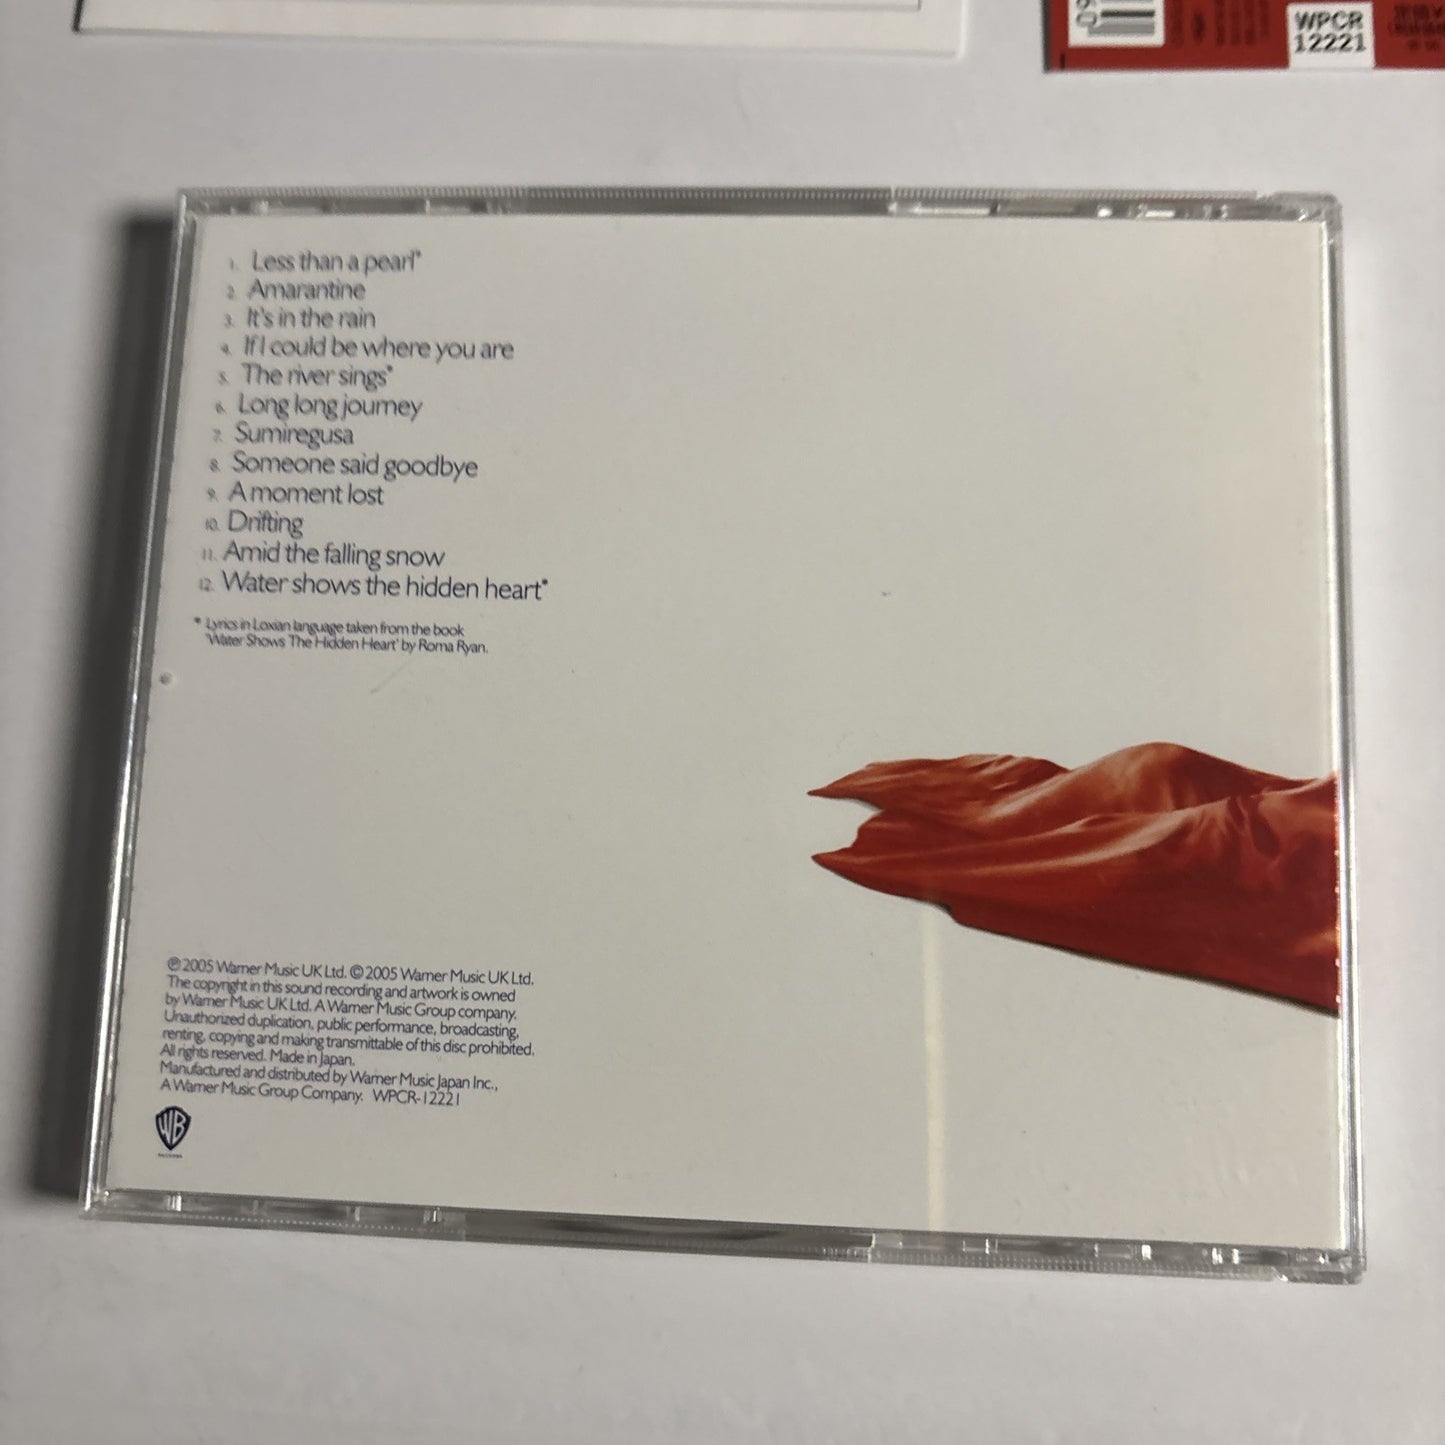 WPCR
12221
1. Less than a pearl*
2. Amarantine
3. It's in the rain
4. If I could be where you are
5. The river sings*
6. Long long journey
7. Sumiregusa
8. Someone said goodbye
9. A moment lost
10. Drifting
11. Amid the falling snow
12. Water shows the hidden heart*
* Lyrics in Loxian language taken from the book
'Water Shows The Hidden Heart' by Roma Ryan.
℗ 2005 Warner Music UK Ltd. © 2005 Warner Music UK Ltd.
The copyright in this sound recording and artwork is owned
by Warner Music UK Ltd. A Warner Music Group company.
Unauthorized duplication, public performance, broadcasting,
renting, copying and making transmittable of this disc prohibited.
All rights reserved. Made in Japan.
Manufactured and distributed by Warner Music Japan Inc.,
A Warner Music Group Company. WPCR-12221
WB